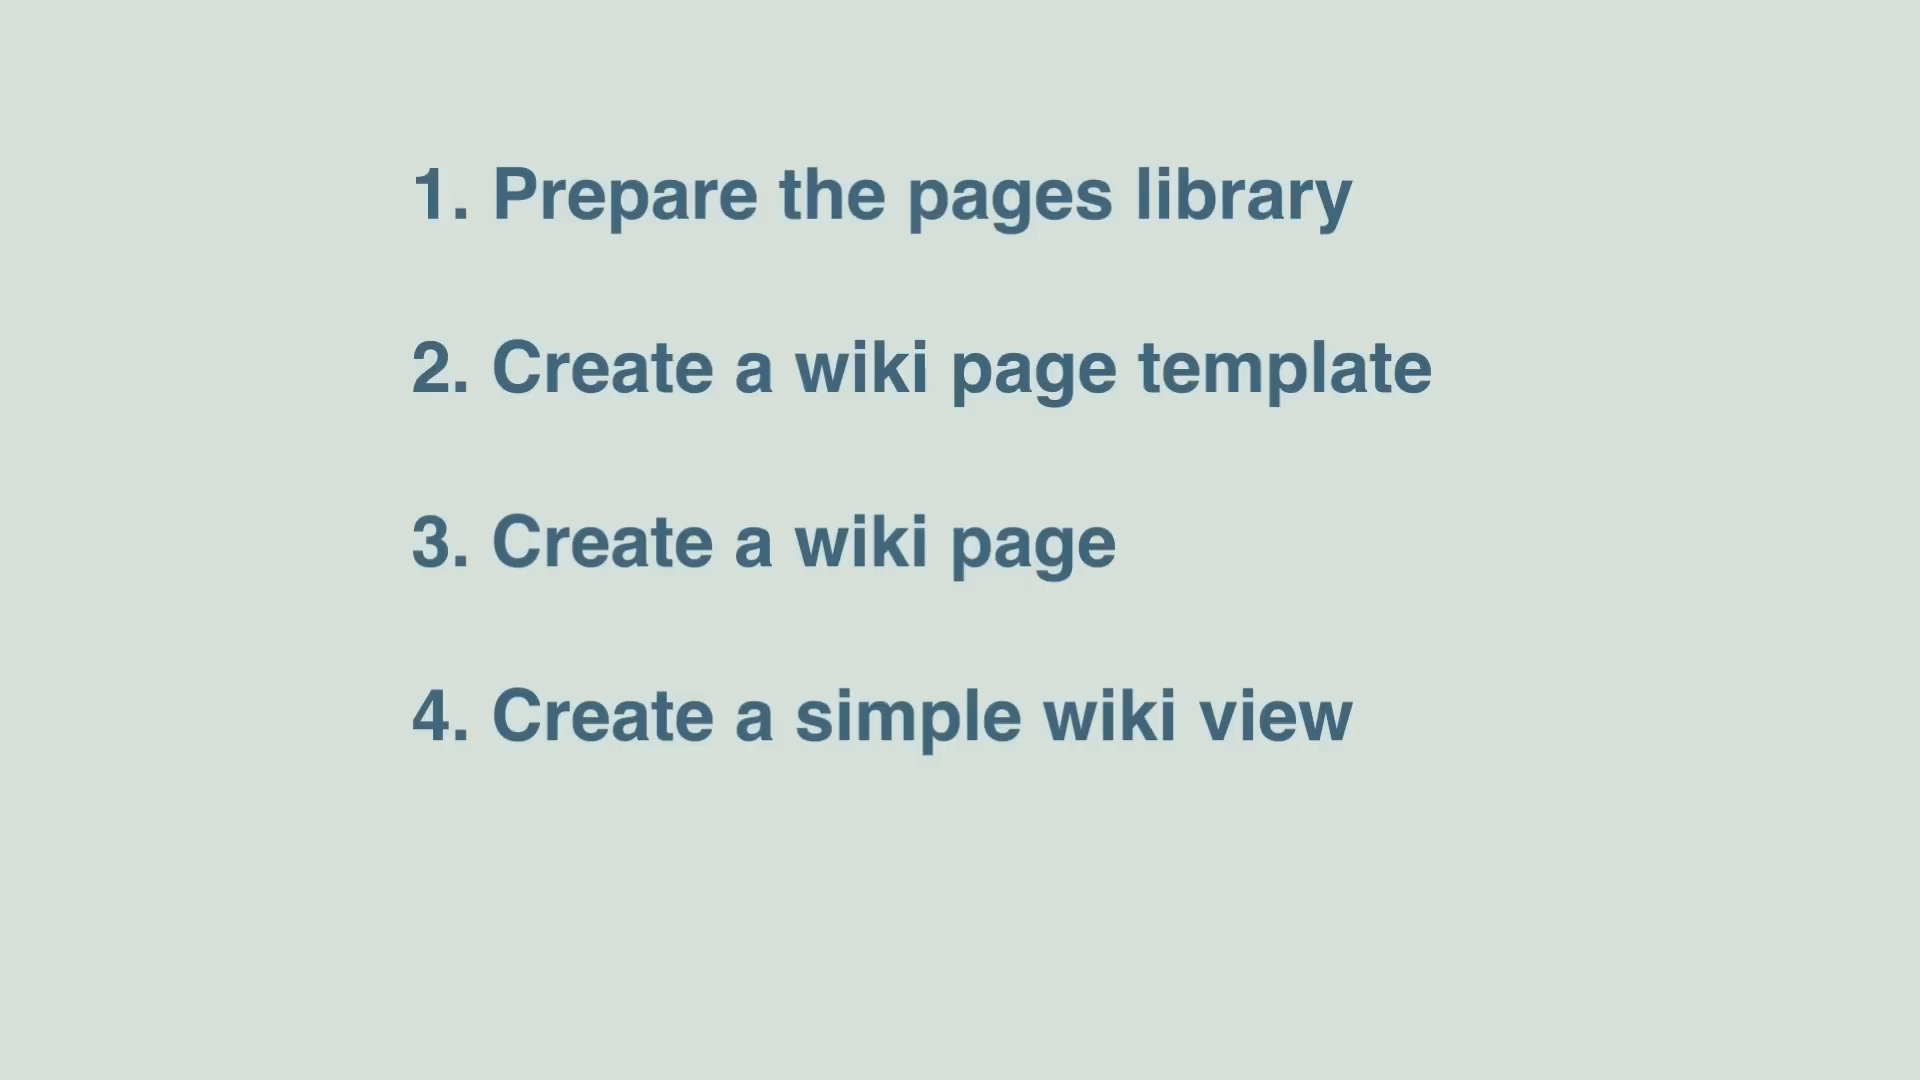 1. Prepare the pages library
2. Create a wiki page template
3. Create a wiki page
4. Create a simple wiki view